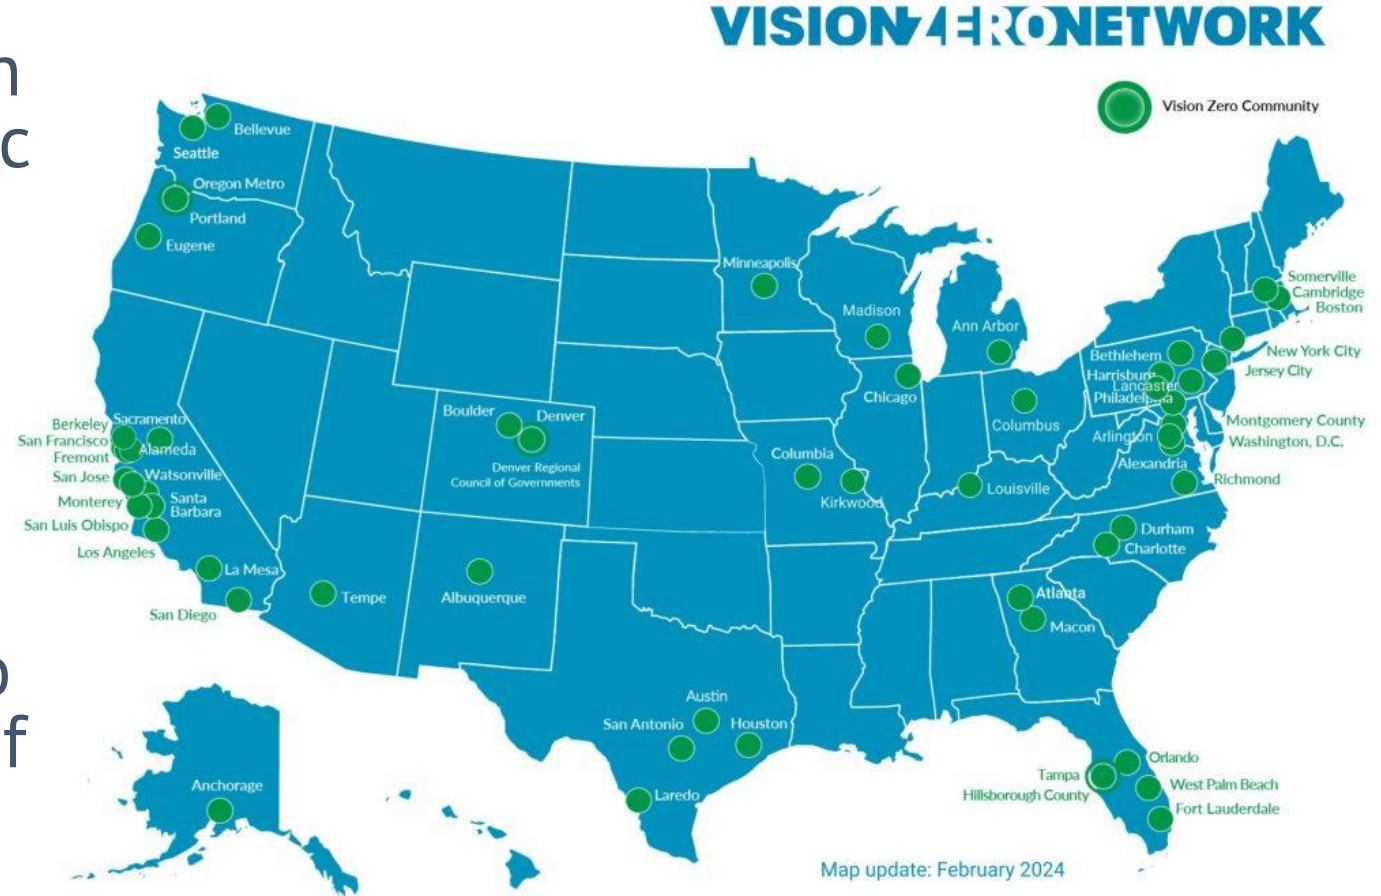 VISIONZERONETWORK
n
c
Vision Zero Community
Bellevue
Seattle
Oregon Metro
Portland
Eugene
Minneapolis
Madison
Ann Arbor
Somerville
Cambridge
Boston
New York City
Jersey City
Bethlehem
Harrisburg
Lancaster
Philadelphia
Chicago
Columbus
Boulder
Denver
Denver Regional
Council of Governments
Berkeley
Sacramento
San Francisco
Alameda
Fremont
San Jose
Watsonville
Monterey
Santa
Barbara
San Luis Obispo
Los Angeles
La Mesa
San Diego
Columbia
Kirkwood
Louisville
Montgomery County
Arlington
Washington, D.C.
Alexandria
Richmond
Durham
Charlotte
Tempe
Albuquerque
Atlanta
Macon
o
f
Austin
San Antonio
Houston
Laredo
Anchorage
Orlando
Tampa
West Palm Beach
Hillsborough County
Fort Lauderdale
Map update: February 2024